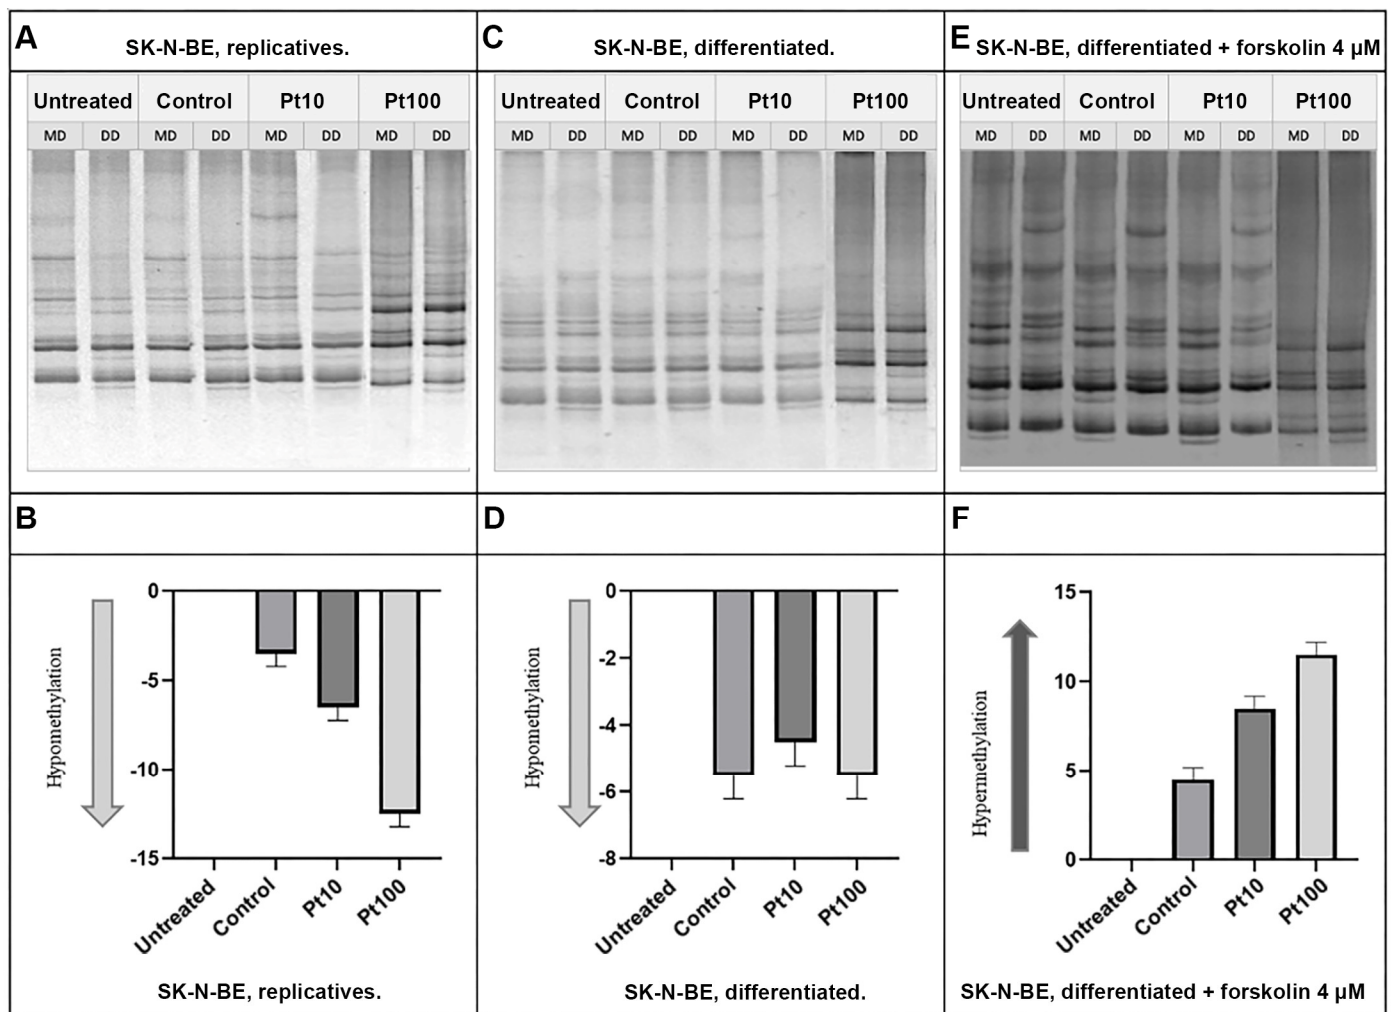 A
SK-N-BE, replicatives.
Untreated Control Pt10 Pt100
MD DD MD DD MD DD MD DD
C
SK-N-BE, differentiated.
Untreated Control Pt10 Pt100
MD DD MD DD MD DD MD DD
E
SK-N-BE, differentiated + forskolin 4 µM
Untreated Control Pt10 Pt100
MD DD MD DD MD DD MD DD
B
Hypomethylation
0
-5
-10
-15
Untreated
Control
Pt10
Pt100
SK-N-BE, replicatives.
D
Hypomethylation
0
-2
-4
-6
-8
Untreated
Control
Pt10
Pt100
SK-N-BE, differentiated.
F
Hypermethylation
15
10
5
0
Untreated
Control
Pt10
Pt100
SK-N-BE, differentiated + forskolin 4 µM